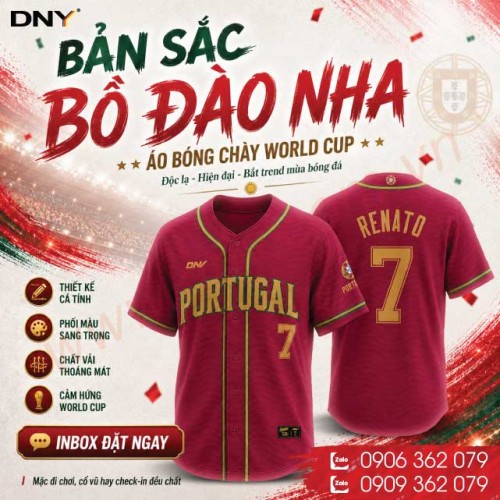 DNY
BẢN SẮC
BỒ ĐÀO NHA
ÁO BÓNG CHÀY WORLD CUP
Độc lạ - Hiện đại - Bắt trend mùa bóng đá
DNY
PORTUGAL
7
RENATO
7
THIẾT KẾ
CÁ TÍNH
PHỐI MÀU
SANG TRỌNG
CHẤT VẢI
THOÁNG MÁT
CẢM HỨNG
WORLD CUP
INBOX ĐẶT NGAY
Mặc đi chơi, cổ vũ hay check-in đều chất
Zalo 0906 362 079
Zalo 0909 362 079